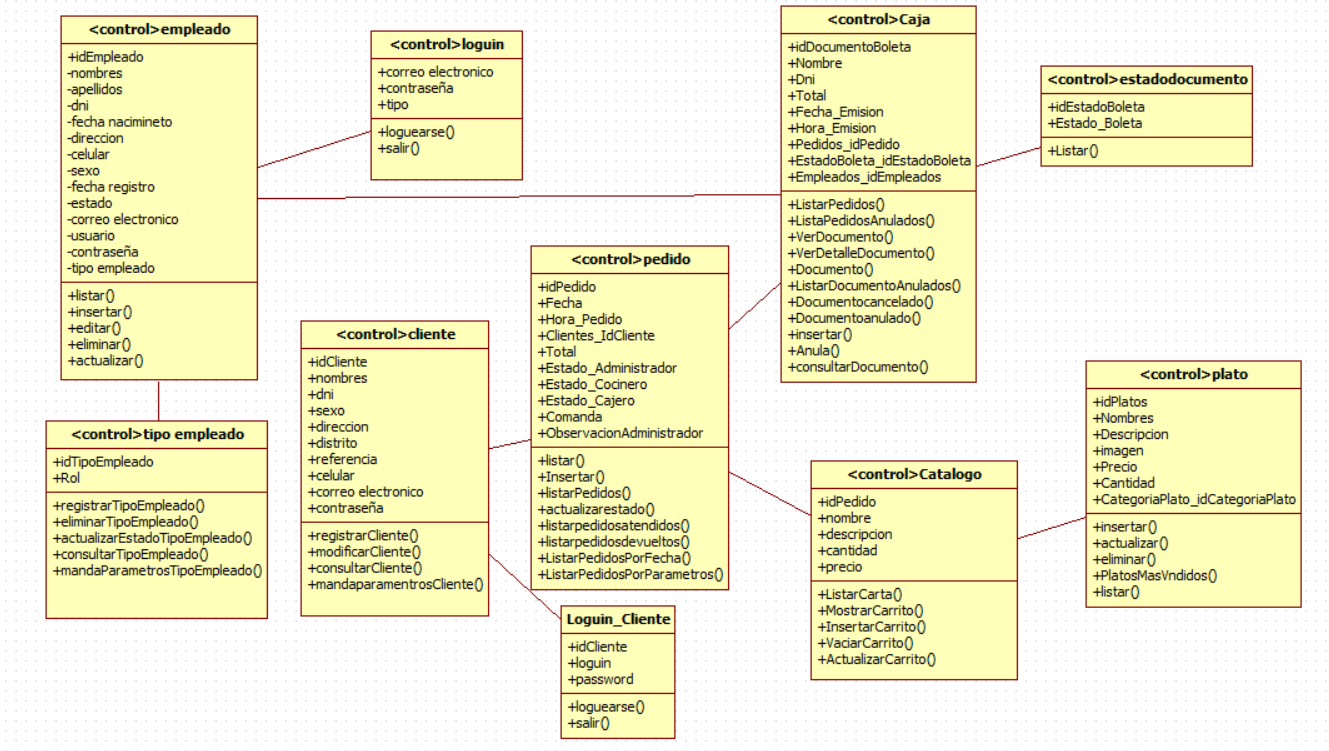 <control>empleado
+idEmpleado
-nombres
-apellidos
-dni
-fecha nacimineto
-direccion
-celular
-sexo
-fecha registro
-estado
-correo electronico
-usuario
-contraseña
-tipo empleado
+listar()
+insertar()
+editar()
+eliminar()
+actualizar()
<control>loguin
+correo electronico
+contraseña
+tipo
+loguearse()
+salir()
<control>Caja
+idDocumentoBoleta
+Nombre
+Dni
+Total
+Fecha_Emision
+Hora_Emision
+Pedidos_idPedido
+EstadoBoleta_idEstadoBoleta
+Empleados_idEmpleados
+ListarPedidos()
+ListaPedidosAnulados()
+VerDocumento()
+VerDetalleDocumento()
+Documento()
+ListarDocumentoAnulados()
+Documentocancelado()
+Documentoanulado()
+insertar()
+Anula()
+consultarDocumento()
<control>estadodocumento
+idEstadoBoleta
+Estado_Boleta
+Listar()
<control>tipo empleado
+idTipoEmpleado
+Rol
+registrarTipoEmpleado()
+eliminarTipoEmpleado()
+actualizarEstadoTipoEmpleado()
+consultarTipoEmpleado()
+mandaParametrosTipoEmpleado()
<control>cliente
+idCliente
+nombres
+dni
+sexo
+direccion
+distrito
+referencia
+celular
+correo electronico
+contraseña
+registrarCliente()
+modificarCliente()
+consultarCliente()
+mandaparamentrosCliente()
<control>pedido
+idPedido
+Fecha
+Hora_Pedido
+Clientes_IdCliente
+Total
+Estado_Administrador
+Estado_Cocinero
+Estado_Cajero
+Comanda
+ObservacionAdministrador
+listar()
+Insertar()
+listarPedidos()
+actualizarestado()
+listarpedidosatendidos()
+listarpedidosdevueltos()
+ListarPedidosPorFecha()
+ListarPedidosPorParametros()
Loguin_Cliente
+idCliente
+loguin
+password
+loguearse()
+salir()
<control>Catalogo
+idPedido
+nombre
+descripcion
+cantidad
+precio
+ListarCarta()
+MostrarCarrito()
+InsertarCarrito()
+VaciarCarrito()
+ActualizarCarrito()
<control>plato
+idPlatos
+Nombres
+Descripcion
+imagen
+Precio
+Cantidad
+CategoriaPlato_idCategoriaPlato
+insertar()
+actualizar()
+eliminar()
+PlatosMasVndidos()
+listar()